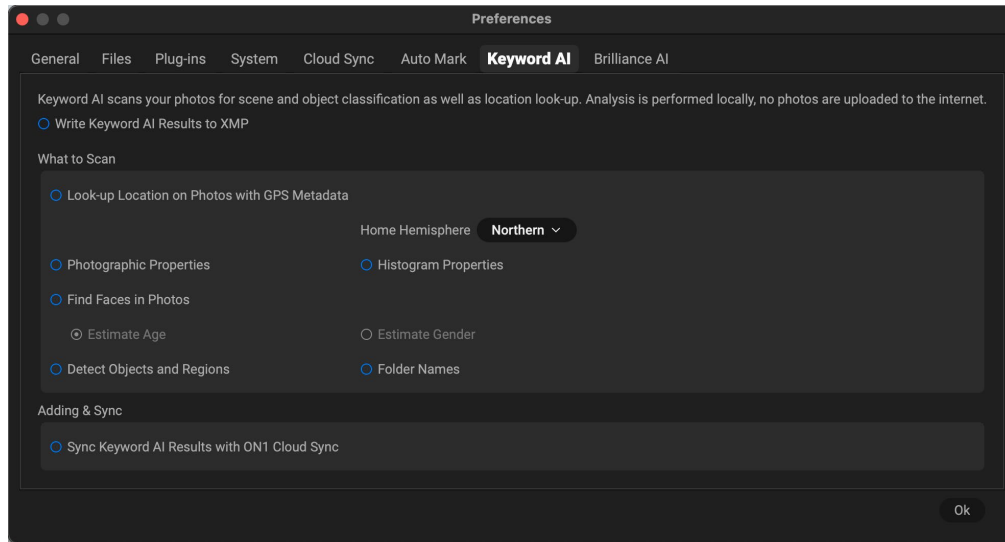 Preferences
General Files Plug-ins System Cloud Sync Auto Mark Keyword AI Brilliance AI
Keyword AI scans your photos for scene and object classification as well as location look-up. Analysis is performed locally, no photos are uploaded to the internet.
Write Keyword AI Results to XMP
What to Scan
Look-up Location on Photos with GPS Metadata
Home Hemisphere Northern
Photographic Properties Histogram Properties
Find Faces in Photos
Estimate Age Estimate Gender
Detect Objects and Regions Folder Names
Adding & Sync
Sync Keyword AI Results with ON1 Cloud Sync
Ok